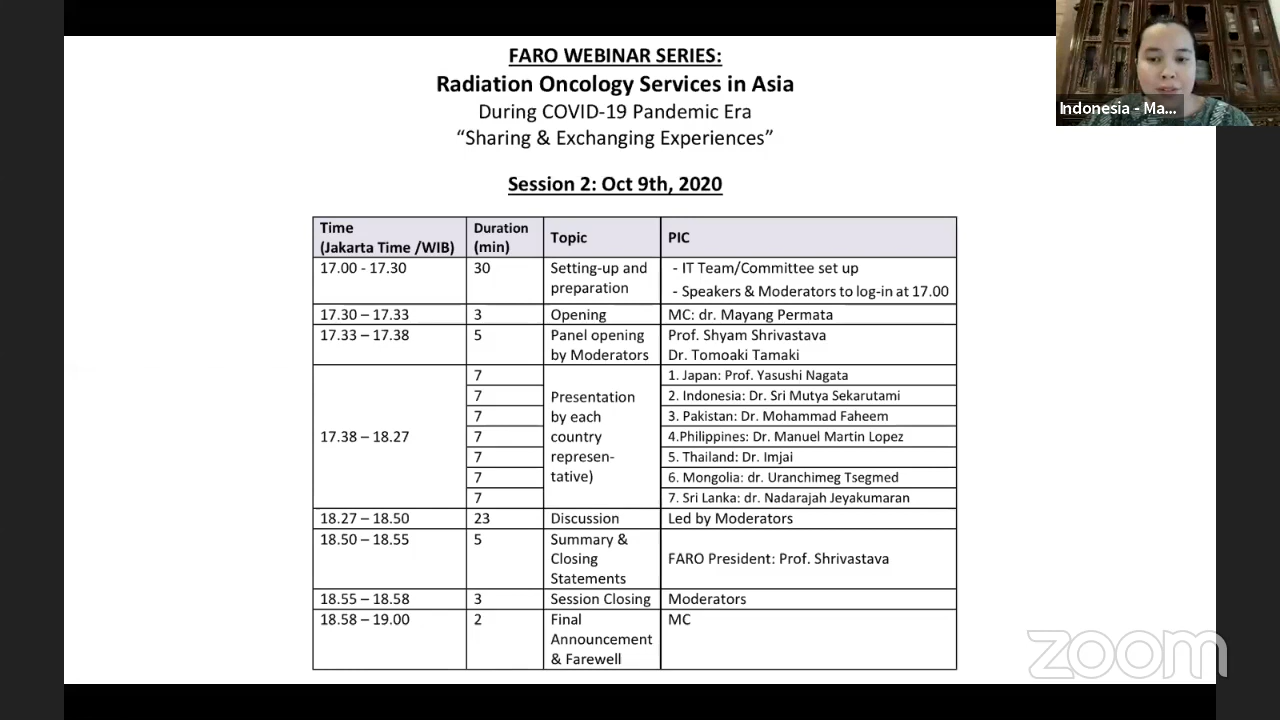 FARO WEBINAR SERIES:
Radiation Oncology Services in Asia
During COVID-19 Pandemic Era
“Sharing & Exchanging Experiences”
Session 2: Oct 9th, 2020
Indonesia - Ma...
Time
(Jakarta Time /WIB)
Duration
(min)
Topic
PIC
17.00 - 17.30
30
Setting-up and
preparation
- IT Team/Committee set up
- Speakers & Moderators to log-in at 17.00
17.30 – 17.33
3
Opening
MC: dr. Mayang Permata
17.33 – 17.38
5
Panel opening
by Moderators
Prof. Shyam Shrivastava
Dr. Tomoaki Tamaki
17.38 – 18.27
7
7
7
7
7
7
7
Presentation
by each
country
represen-
tative)
1. Japan: Prof. Yasushi Nagata
2. Indonesia: Dr. Sri Mutya Sekarutami
3. Pakistan: Dr. Mohammad Faheem
4.Philippines: Dr. Manuel Martin Lopez
5. Thailand: Dr. Imjai
6. Mongolia: dr. Uranchimeg Tsegmed
7. Sri Lanka: dr. Nadarajah Jeyakumaran
18.27 – 18.50
23
Discussion
Led by Moderators
18.50 – 18.55
5
Summary &
Closing
Statements
FARO President: Prof. Shrivastava
18.55 – 18.58
3
Session Closing
Moderators
18.58 – 19.00
2
Final
Announcement
& Farewell
MC
zoom